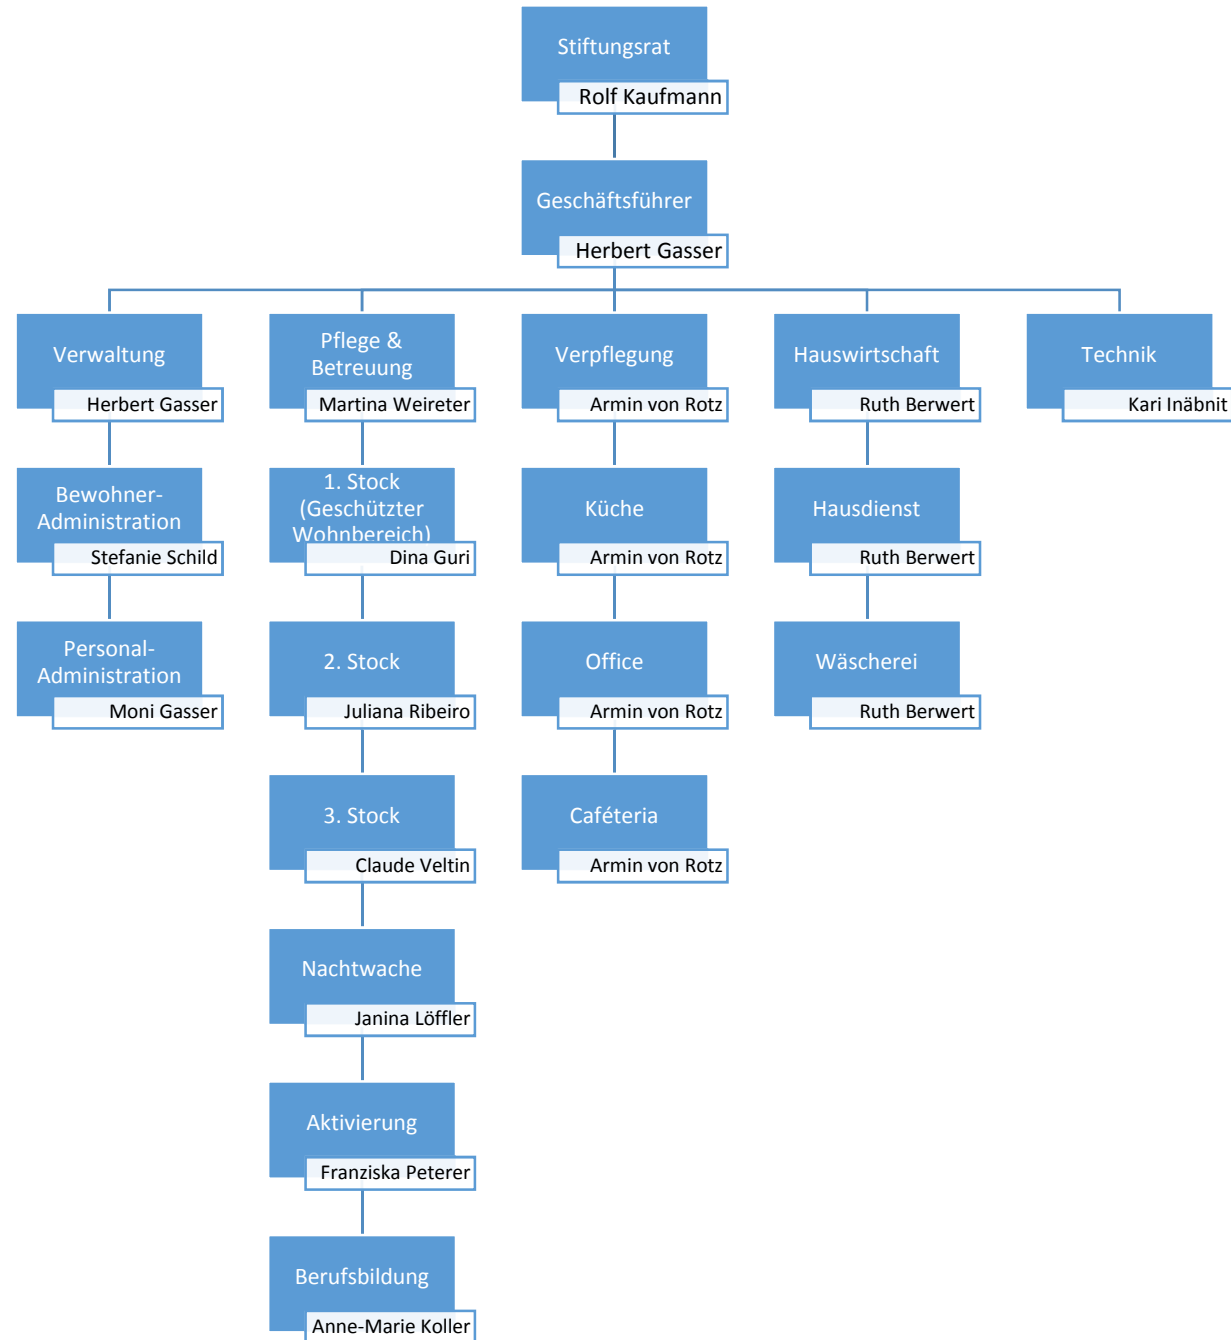 Stiftungsrat
Rolf Kaufmann
Geschäftsführer
Herbert Gasser
Verwaltung
Herbert Gasser
Pflege &
Betreuung
Martina Weireter
Verpflegung
Armin von Rotz
Hauswirtschaft
Ruth Berwert
Technik
Kari Inäbnit
Bewohner-
Administration
Stefanie Schild
1. Stock
(Geschützter
Wohnbereich)
Dina Guri
Küche
Armin von Rotz
Hausdienst
Ruth Berwert
Personal-
Administration
Moni Gasser
2. Stock
Juliana Ribeiro
Office
Armin von Rotz
Wäscherei
Ruth Berwert
3. Stock
Claude Veltin
Caféteria
Armin von Rotz
Nachtwache
Janina Löffler
Aktivierung
Franziska Peterer
Berufsbildung
Anne-Marie Koller